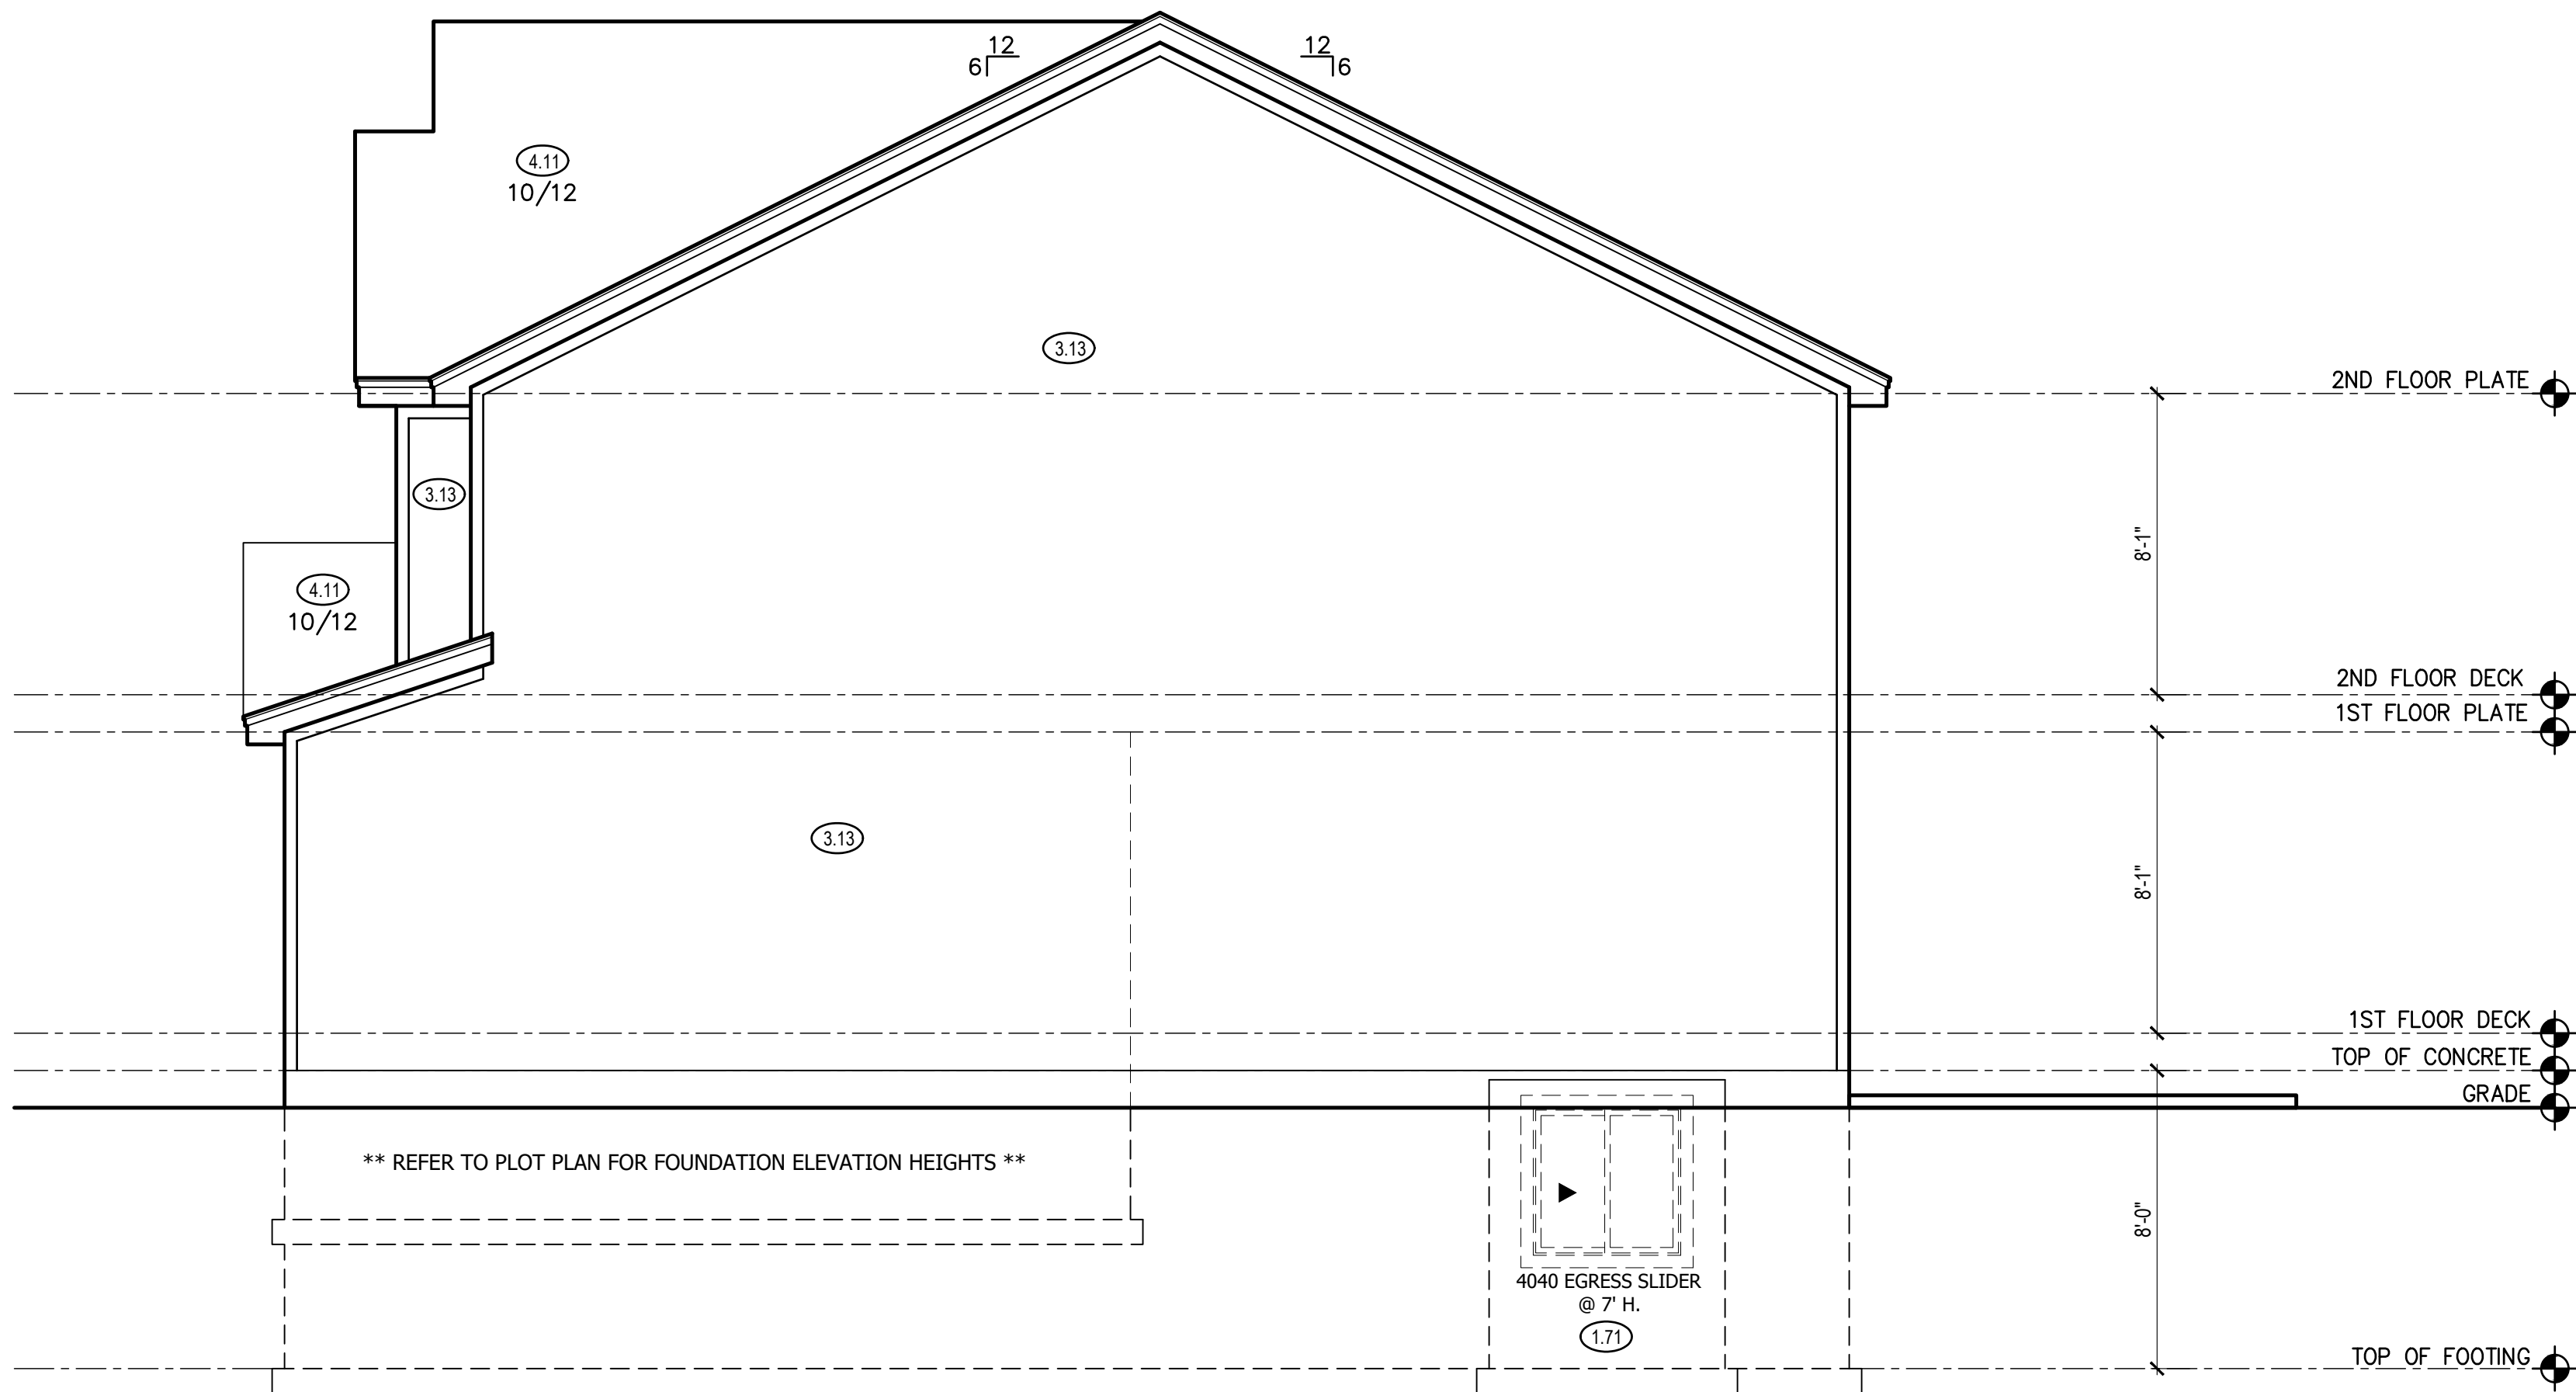 12
6
12
6
4.11
10/12
3.13
2ND FLOOR PLATE
3.13
8'-1"
4.11
10/12
2ND FLOOR DECK
1ST FLOOR PLATE
3.13
8'-1"
1ST FLOOR DECK
TOP OF CONCRETE
GRADE
** REFER TO PLOT PLAN FOR FOUNDATION ELEVATION HEIGHTS **
8'-0"
4040 EGRESS SLIDER
@ 7' H.
1.71
TOP OF FOOTING